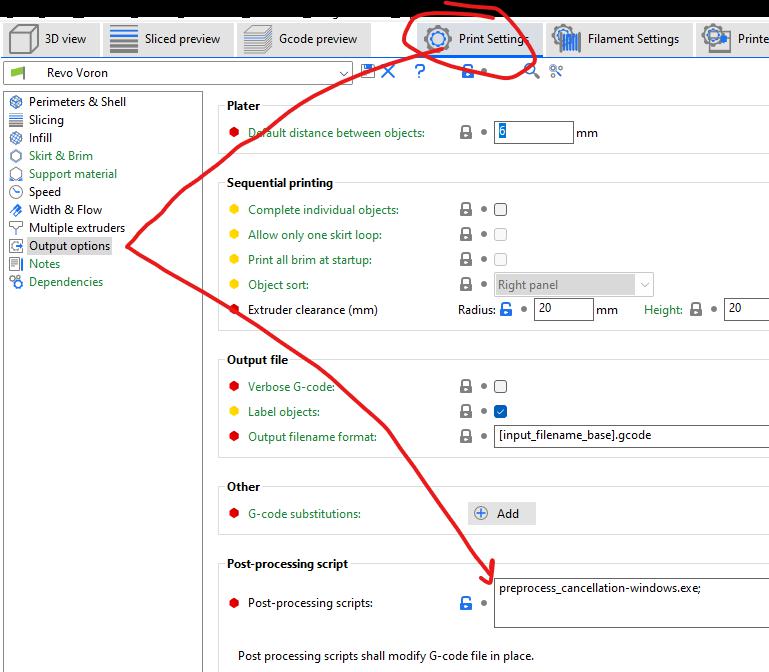 3D view Sliced preview Gcode preview Print Settings Filament Settings
Revo Voron
?
Perimeters & Shell
Slicing
Infill
Skirt & Brim
Support material
Speed
Width & Flow
Multiple extruders
Output options
Notes
Dependencies
Plater
Default distance between objects: 6 mm
Sequential printing
Complete individual objects:
Allow only one skirt loop:
Print all brim at startup:
Object sort: Right panel
Extruder clearance (mm) Radius: 20 mm Height: 20
Output file
Verbose G-code:
Label objects:
Output filename format: [input_filename_base].gcode
Other
G-code substitutions: Add
Post-processing script
Post-processing scripts: preprocess_cancellation-windows.exe;
Post processing scripts shall modify G-code file in place.